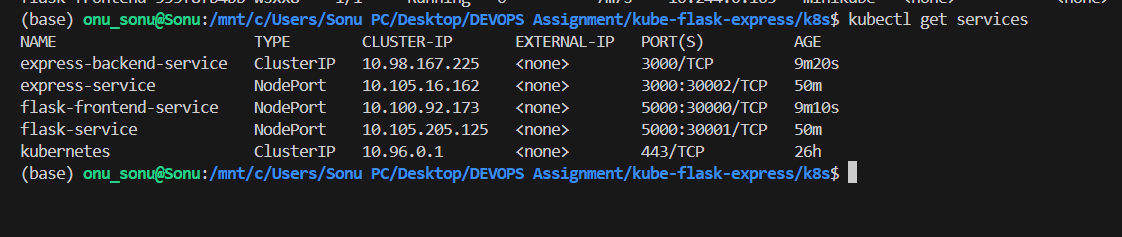 (base) onu_sonu@Sonu:/mnt/c/Users/Sonu PC/Desktop/DEVOPS Assignment/kube-flask-express/k8s$ kubectl get services
NAME TYPE CLUSTER-IP EXTERNAL-IP PORT(S) AGE
express-backend-service ClusterIP 10.98.167.225 <none> 3000/TCP 9m20s
express-service NodePort 10.105.16.162 <none> 3000:30002/TCP 50m
flask-frontend-service NodePort 10.100.92.173 <none> 5000:30000/TCP 9m10s
flask-service NodePort 10.105.205.125 <none> 5000:30001/TCP 50m
kubernetes ClusterIP 10.96.0.1 <none> 443/TCP 26h
(base) onu_sonu@Sonu:/mnt/c/Users/Sonu PC/Desktop/DEVOPS Assignment/kube-flask-express/k8s$